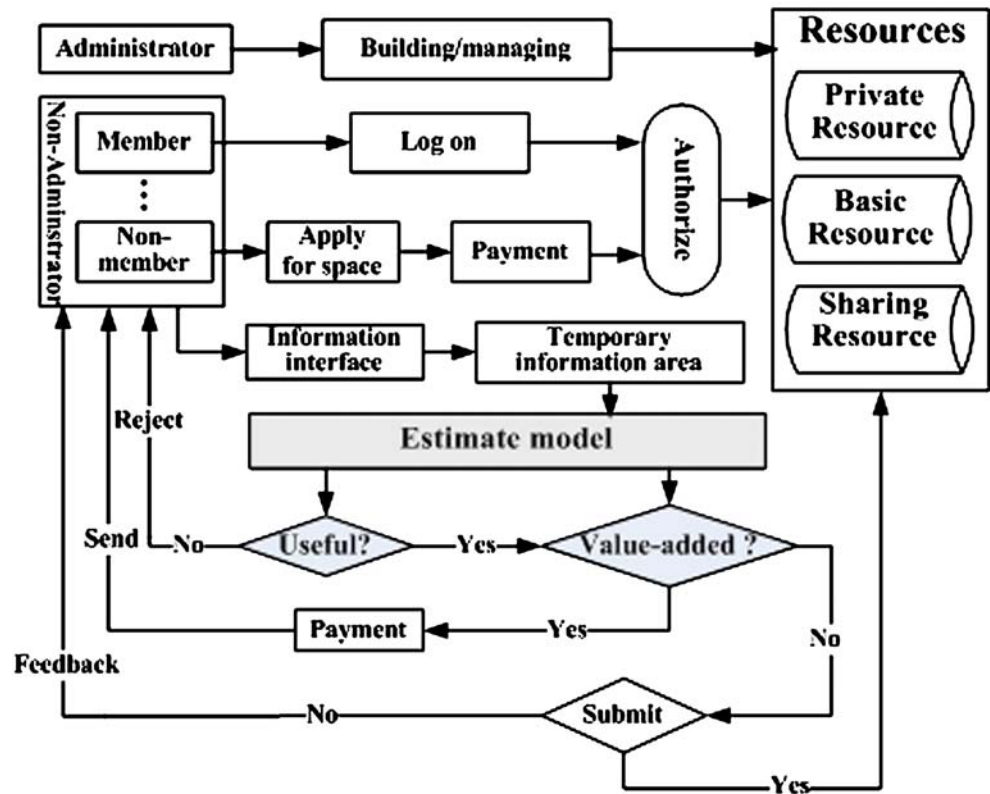 Administrator
Building/managing
Resources
Private
Resource
Basic
Resource
Sharing
Resource
Non-Adminstrator
Member
Log on
Authorize
Non-
member
Apply
for space
Payment
Information
interface
Temporary
information area
Reject
Estimate model
Send
No
Useful?
Yes
Value-added ?
Payment
Yes
No
Feedback
No
Submit
Yes